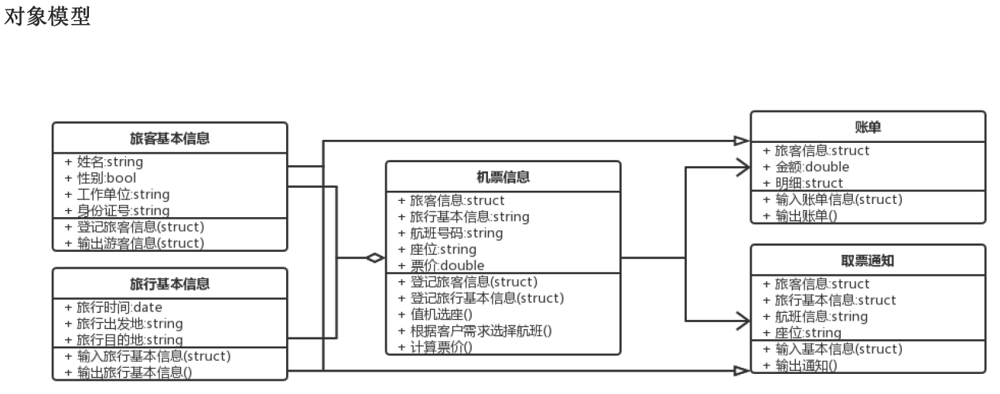 对象模型
旅客基本信息
+ 姓名:string
+ 性别:bool
+ 工作单位:string
+ 身份证号:string
+ 登记旅客信息(struct)
+ 输出游客信息(struct)
旅行基本信息
+ 旅行时间:date
+ 旅行出发地:string
+ 旅行目的地:string
+ 输入旅行基本信息(struct)
+ 输出旅行基本信息()
机票信息
+ 旅客信息:struct
+ 旅行基本信息:string
+ 航班号码:string
+ 座位:string
+ 票价:double
+ 登记旅客信息(struct)
+ 登记旅行基本信息(struct)
+ 值机选座()
+ 根据客户需求选择航班()
+ 计算票价()
账单
+ 旅客信息:struct
+ 金额:double
+ 明细:struct
+ 输入账单信息(struct)
+ 输出账单()
取票通知
+ 旅客信息:struct
+ 旅行基本信息:struct
+ 航班信息:string
+ 座位:string
+ 输入基本信息(struct)
+ 输出通知()